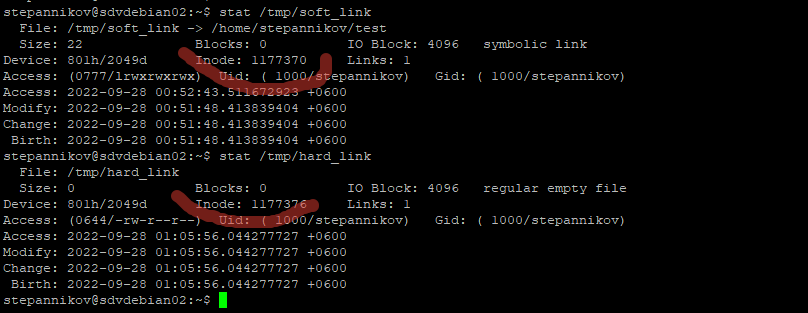 stepannikov@sdvdebian02:~$ stat /tmp/soft_link
  File: /tmp/soft_link -> /home/stepannikov/test
  Size: 22              Blocks: 0          IO Block: 4096   symbolic link
Device: 801h/2049d      Inode: 1177370     Links: 1
Access: (0777/lrwxrwxrwx)  Uid: ( 1000/stepannikov)   Gid: ( 1000/stepannikov)
Access: 2022-09-28 00:52:43.511672923 +0600
Modify: 2022-09-28 00:51:48.413839404 +0600
Change: 2022-09-28 00:51:48.413839404 +0600
 Birth: 2022-09-28 00:51:48.413839404 +0600
stepannikov@sdvdebian02:~$ stat /tmp/hard_link
  File: /tmp/hard_link
  Size: 0               Blocks: 0          IO Block: 4096   regular empty file
Device: 801h/2049d      Inode: 1177376     Links: 1
Access: (0644/-rw-r--r--)  Uid: ( 1000/stepannikov)   Gid: ( 1000/stepannikov)
Access: 2022-09-28 01:05:56.044277727 +0600
Modify: 2022-09-28 01:05:56.044277727 +0600
Change: 2022-09-28 01:05:56.044277727 +0600
 Birth: 2022-09-28 01:05:56.044277727 +0600
stepannikov@sdvdebian02:~$